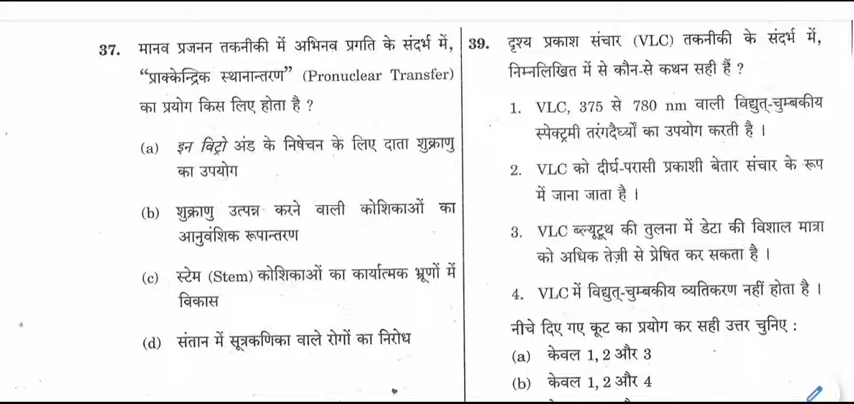 37. मानव प्रजनन तकनीकी में अभिनव प्रगति के संदर्भ में,
“प्राक्केन्द्रिक स्थानान्तरण” (Pronuclear Transfer)
का प्रयोग किस लिए होता है ?
(a) इन विट्रो अंड के निषेचन के लिए दाता शुक्राणु
का उपयोग
(b) शुक्राणु उत्पन्न करने वाली कोशिकाओं का
आनुवंशिक रूपान्तरण
(c) स्टेम (Stem) कोशिकाओं का कार्यात्मक भ्रूणों में
विकास
(d) संतान में सूत्रकणिका वाले रोगों का निरोध
39. दृश्य प्रकाश संचार (VLC) तकनीकी के संदर्भ में,
निम्नलिखित में से कौन-से कथन सही हैं ?
1. VLC, 375 से 780 nm वाली विद्युत्-चुम्बकीय
स्पेक्ट्रमी तरंगदैर्घ्यों का उपयोग करती है ।
2. VLC को दीर्घ-परासी प्रकाशी बेतार संचार के रूप
में जाना जाता है ।
3. VLC ब्ल्यूटूथ की तुलना में डेटा की विशाल मात्रा
को अधिक तेज़ी से प्रेषित कर सकता है ।
4. VLC में विद्युत्-चुम्बकीय व्यतिकरण नहीं होता है ।
नीचे दिए गए कूट का प्रयोग कर सही उत्तर चुनिए :
(a) केवल 1, 2 और 3
(b) केवल 1, 2 और 4